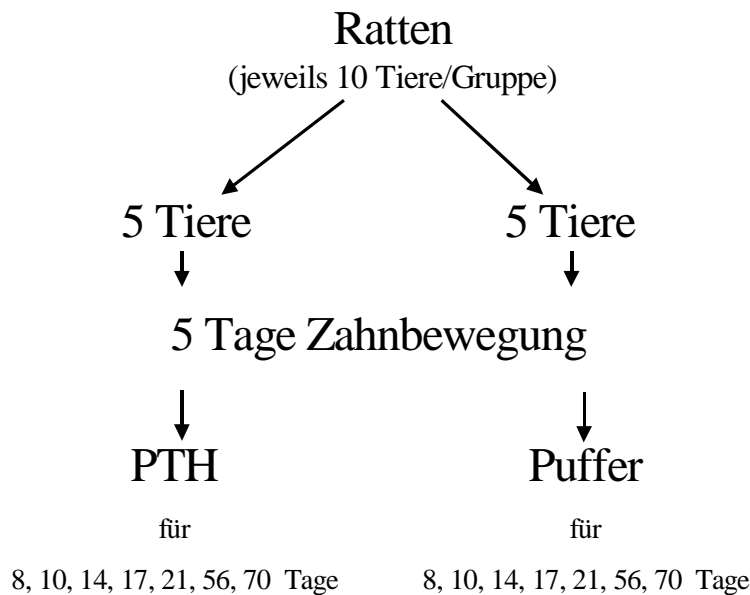 Ratten
(jeweils 10 Tiere/Gruppe)
5 Tiere 5 Tiere
5 Tage Zahnbewegung
PTH Puffer
für für
8, 10, 14, 17, 21, 56, 70 Tage 8, 10, 14, 17, 21, 56, 70 Tage